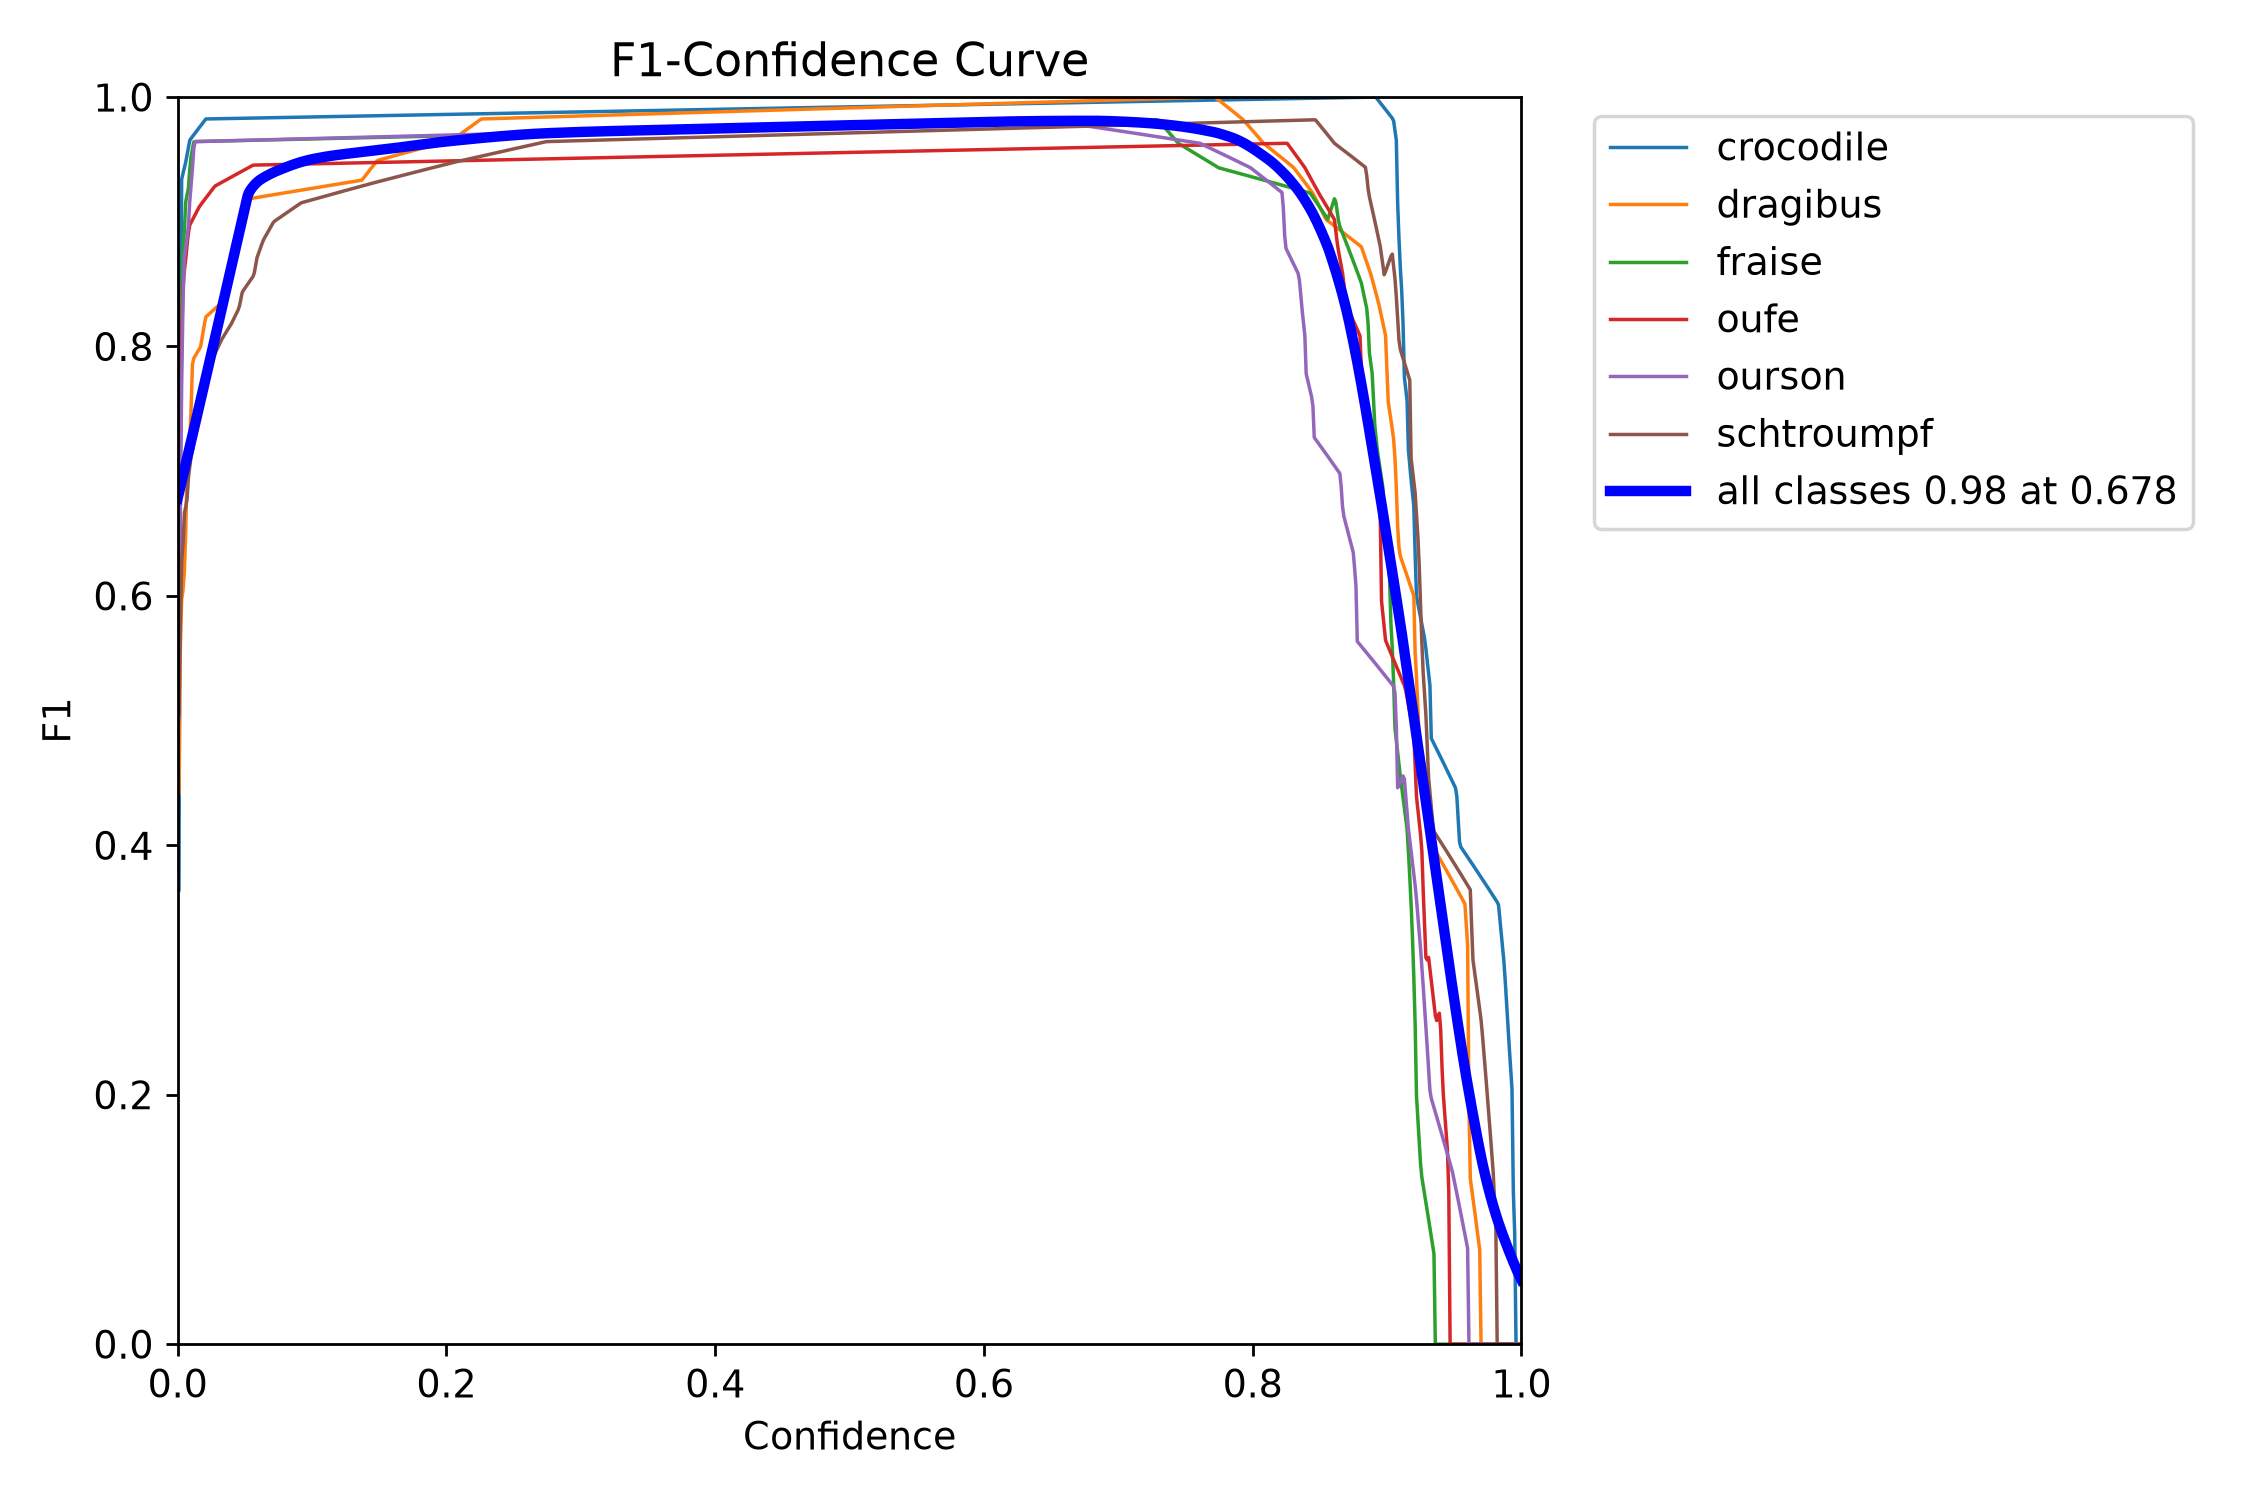 F1-Confidence Curve
1.0
0.8
0.6
0.4
0.2
0.0
F1
0.0 0.2 0.4 0.6 0.8 1.0
Confidence
crocodile
dragibus
fraise
oufe
ourson
schtroumpf
all classes 0.98 at 0.678